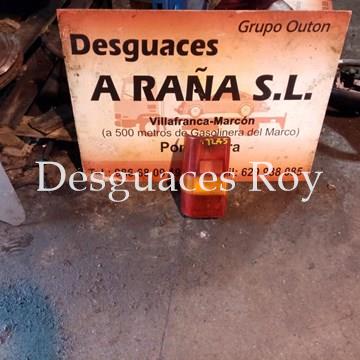 Grupo Outon
Desguaces
A RAÑA S.L.
Villafranca-Marcón
(a 500 metros de Gasolinera del Marco)
Desguaces Roy